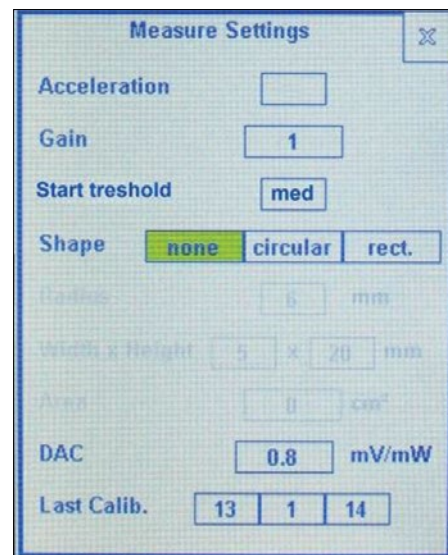 Measure Settings
Acceleration
Gain 1
Start treshold med
Shape none circular rect.
Radius 6 mm
Width x Height 5 x 20 mm
Area 0 cm²
DAC 0.8 mV/mW
Last Calib. 13 1 14